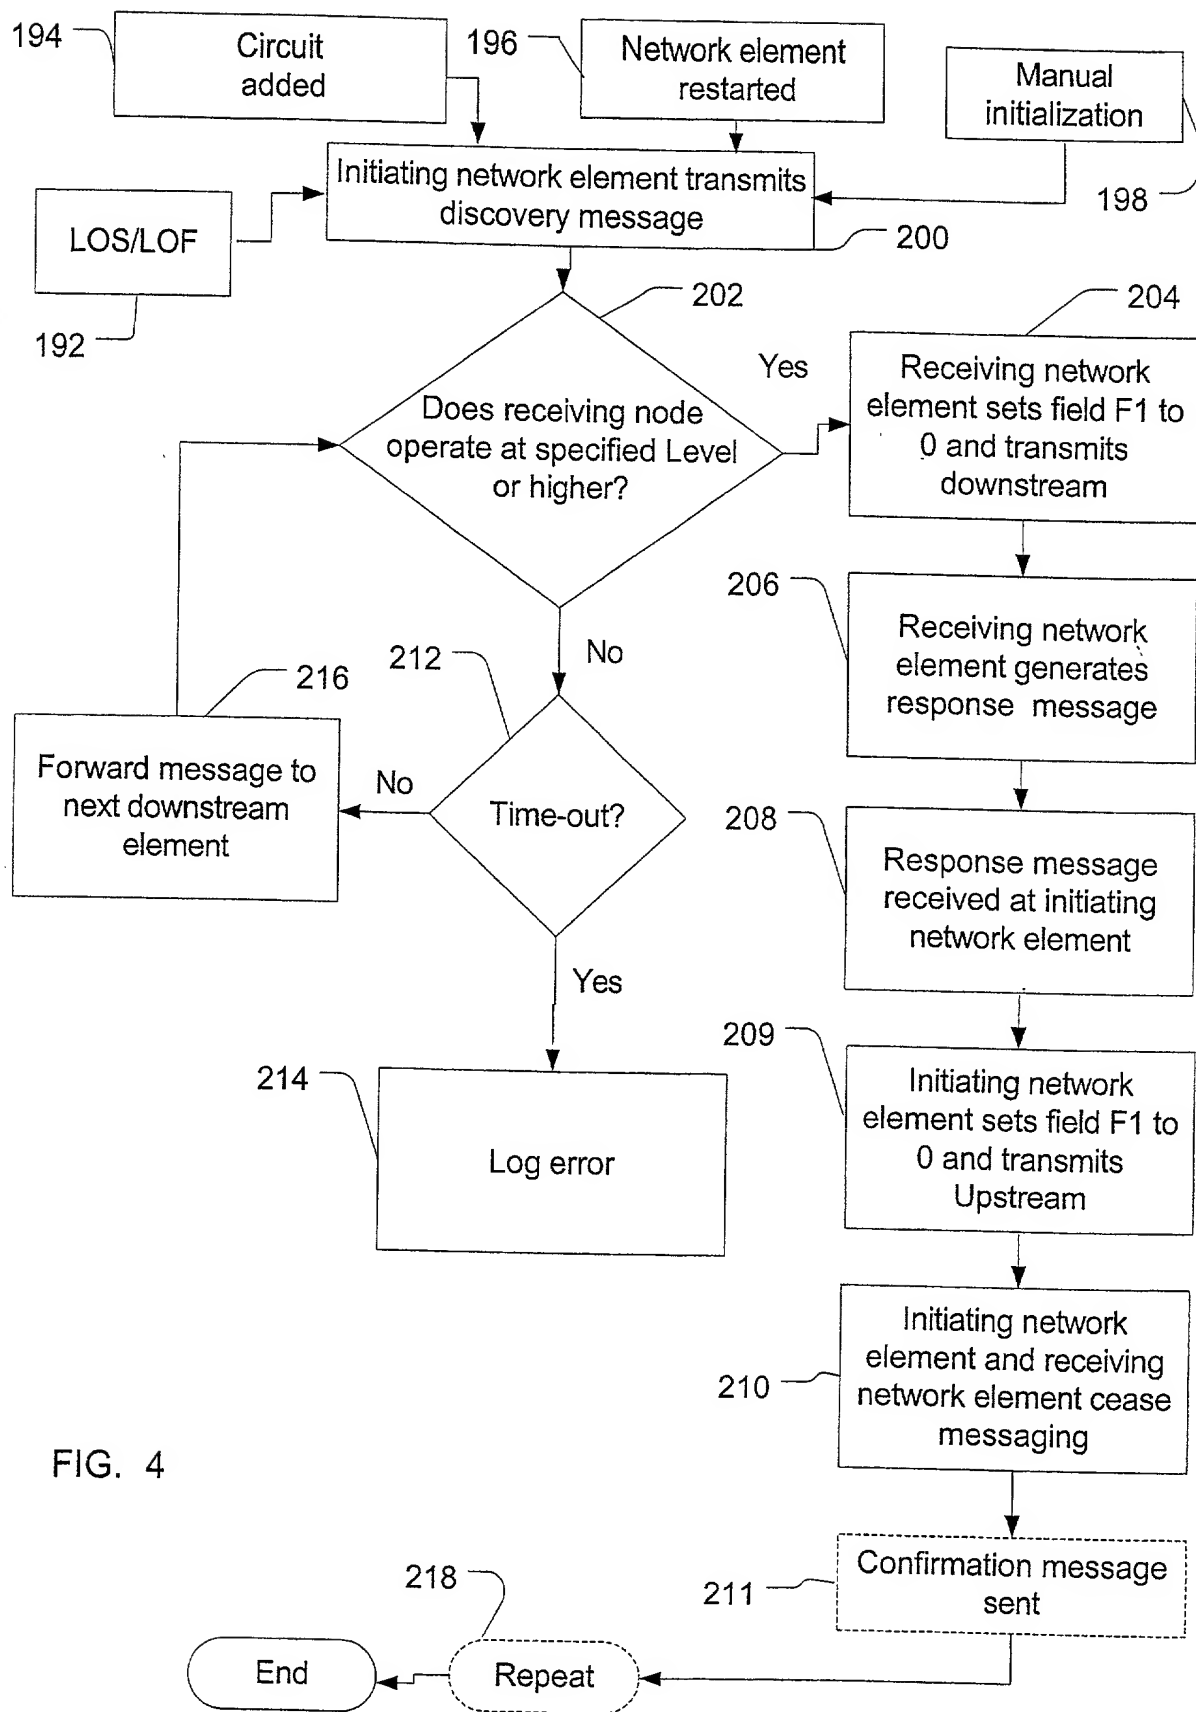 194
Circuit
added
196
Network element
restarted
Manual
initialization
198
Initiating network element transmits
discovery message
200
LOS/LOF
192
202
204
Does receiving node
operate at specified Level
or higher?
Yes
Receiving network
element sets field F1 to
0 and transmits
downstream
206
Receiving network
element generates
response message
No
212
216
Forward message to
next downstream
element
No
Time-out?
208
Response message
received at initiating
network element
Yes
209
Initiating network
element sets field F1 to
0 and transmits
Upstream
214
Log error
210
Initiating network
element and receiving
network element cease
messaging
FIG. 4
211
Confirmation message
sent
218
Repeat
End